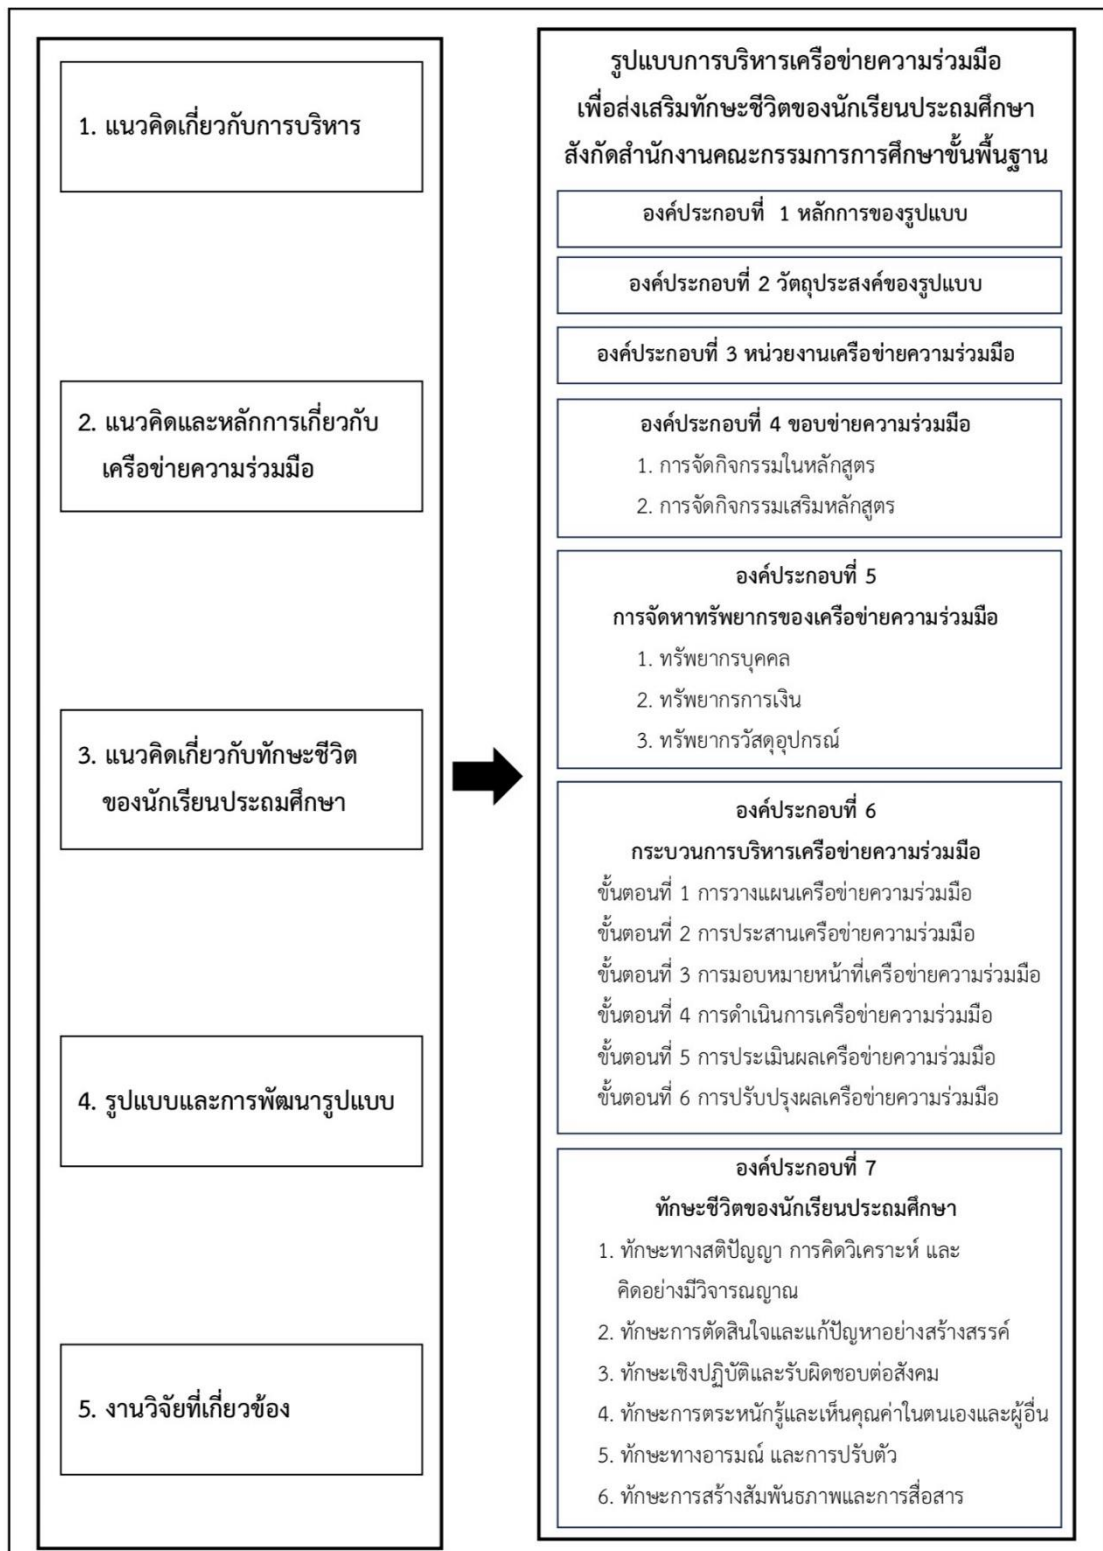 1. แนวคิดเกี่ยวกับการบริหาร
2. แนวคิดและหลักการเกี่ยวกับ
เครือข่ายความร่วมมือ
3. แนวคิดเกี่ยวกับทักษะชีวิต
ของนักเรียนประถมศึกษา
4. รูปแบบและการพัฒนารูปแบบ
5. งานวิจัยที่เกี่ยวข้อง
รูปแบบการบริหารเครือข่ายความร่วมมือ
เพื่อส่งเสริมทักษะชีวิตของนักเรียนประถมศึกษา
สังกัดสำนักงานคณะกรรมการการศึกษาขั้นพื้นฐาน
องค์ประกอบที่ 1 หลักการของรูปแบบ
องค์ประกอบที่ 2 วัตถุประสงค์ของรูปแบบ
องค์ประกอบที่ 3 หน่วยงานเครือข่ายความร่วมมือ
องค์ประกอบที่ 4 ขอบข่ายความร่วมมือ
1. การจัดกิจกรรมในหลักสูตร
2. การจัดกิจกรรมเสริมหลักสูตร
องค์ประกอบที่ 5
การจัดหาทรัพยากรของเครือข่ายความร่วมมือ
1. ทรัพยากรบุคคล
2. ทรัพยากรการเงิน
3. ทรัพยากรวัสดุอุปกรณ์
องค์ประกอบที่ 6
กระบวนการบริหารเครือข่ายความร่วมมือ
ขั้นตอนที่ 1 การวางแผนเครือข่ายความร่วมมือ
ขั้นตอนที่ 2 การประสานเครือข่ายความร่วมมือ
ขั้นตอนที่ 3 การมอบหมายหน้าที่เครือข่ายความร่วมมือ
ขั้นตอนที่ 4 การดำเนินการเครือข่ายความร่วมมือ
ขั้นตอนที่ 5 การประเมินผลเครือข่ายความร่วมมือ
ขั้นตอนที่ 6 การปรับปรุงผลเครือข่ายความร่วมมือ
องค์ประกอบที่ 7
ทักษะชีวิตของนักเรียนประถมศึกษา
1. ทักษะทางสติปัญญา การคิดวิเคราะห์ และ
คิดอย่างมีวิจารณญาณ
2. ทักษะการตัดสินใจและแก้ปัญหาอย่างสร้างสรรค์
3. ทักษะเชิงปฏิบัติและรับผิดชอบต่อสังคม
4. ทักษะการตระหนักรู้และเห็นคุณค่าในตนเองและผู้อื่น
5. ทักษะทางอารมณ์ และการปรับตัว
6. ทักษะการสร้างสัมพันธภาพและการสื่อสาร